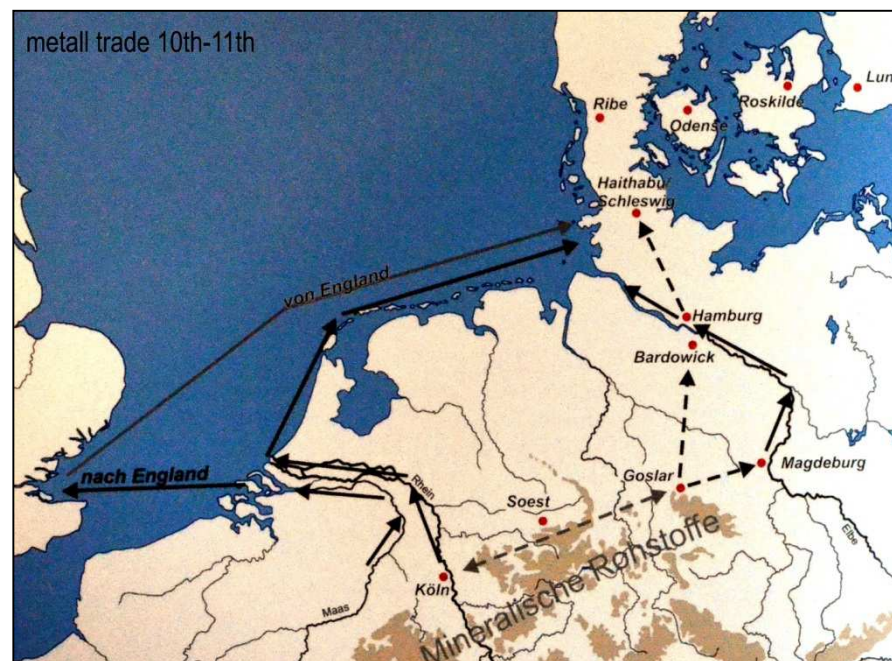 metall trade 10th-11th
Lun
Roskilde
Ribe
Odense
Haithabu/
Schleswig
von England
Hamburg
Bardowick
nach England
Rhein
Goslar
Magdeburg
Soest
Elbe
Köln
Maas
Mineralische Rohstoffe